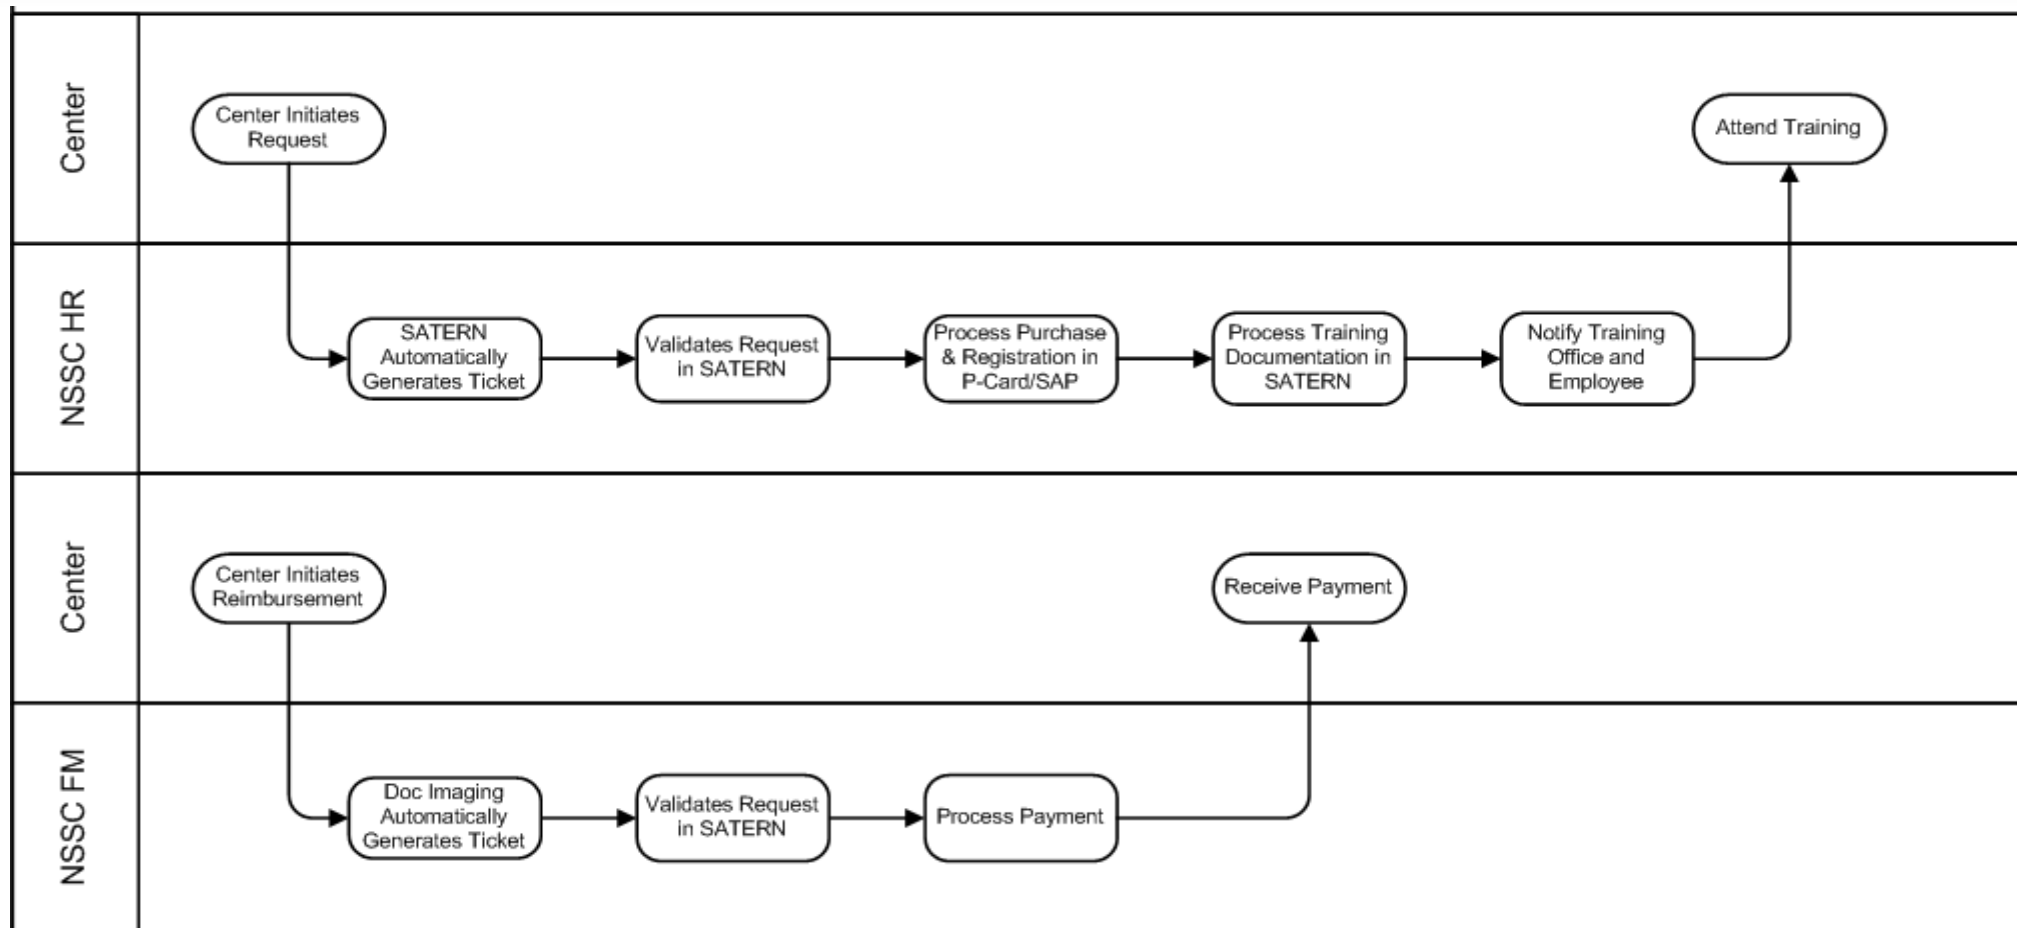 Center
Center Initiates
Request
Attend Training
NSSC HR
SATERN
Automatically
Generates Ticket
Validates Request
in SATERN
Process Purchase
& Registration in
P-Card/SAP
Process Training
Documentation in
SATERN
Notify Training
Office and
Employee
Center
Center Initiates
Reimbursement
Receive Payment
NSSC FM
Doc Imaging
Automatically
Generates Ticket
Validates Request
in SATERN
Process Payment